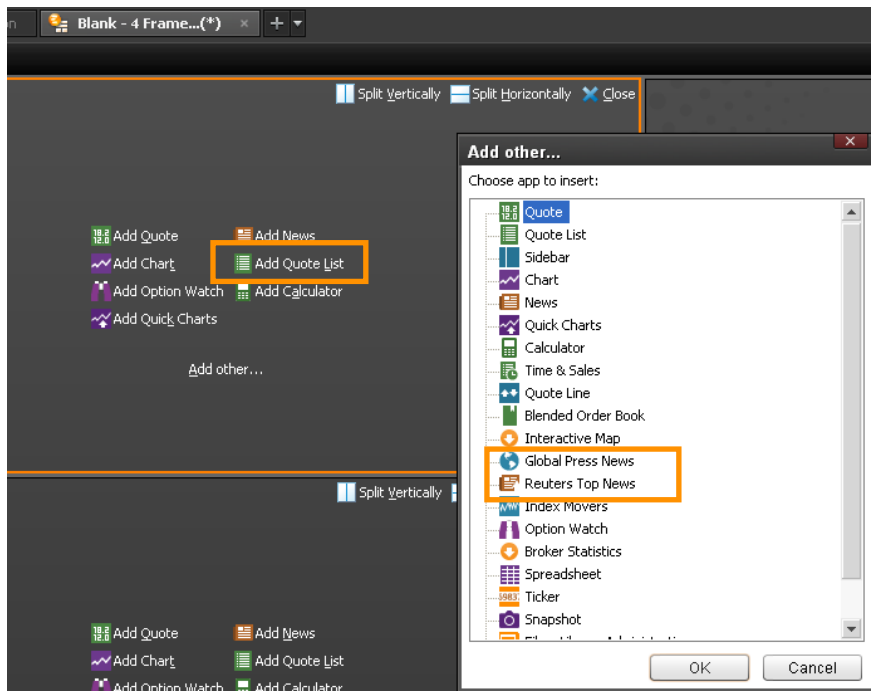 on
Blank - 4 Frame...(*)
Split Vertically Split Horizontally Close
Add Quote Add News
Add Chart Add Quote List
Add Option Watch Add Calculator
Add Quick Charts
Add other...
Split Vertically
Add Quote Add News
Add Chart Add Quote List
Add Option Watch Add Calculator
Add other...
Choose app to insert:
Quote
Quote List
Sidebar
Chart
News
Quick Charts
Calculator
Time & Sales
Quote Line
Blended Order Book
Interactive Map
Global Press News
Reuters Top News
Index Movers
Option Watch
Broker Statistics
Spreadsheet
Ticker
Snapshot
OK Cancel